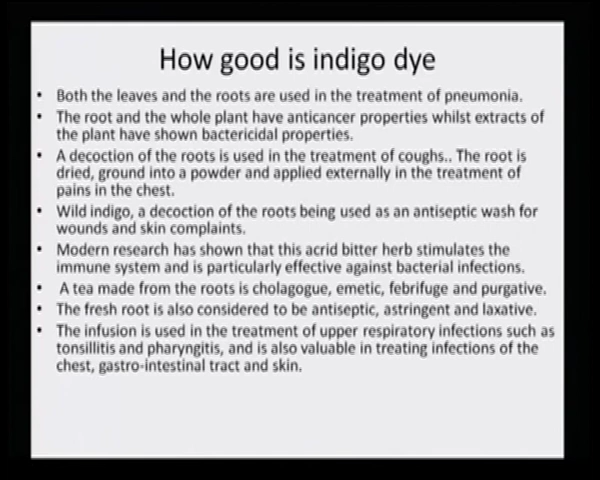 How good is indigo dye
• Both the leaves and the roots are used in the treatment of pneumonia.
• The root and the whole plant have anticancer properties whilst extracts of
the plant have shown bactericidal properties.
• A decoction of the roots is used in the treatment of coughs.. The root is
dried, ground into a powder and applied externally in the treatment of
pains in the chest.
• Wild indigo, a decoction of the roots being used as an antiseptic wash for
wounds and skin complaints.
• Modern research has shown that this acrid bitter herb stimulates the
immune system and is particularly effective against bacterial infections.
• A tea made from the roots is cholagogue, emetic, febrifuge and purgative.
• The fresh root is also considered to be antiseptic, astringent and laxative.
• The infusion is used in the treatment of upper respiratory infections such as
tonsillitis and pharyngitis, and is also valuable in treating infections of the
chest, gastro-intestinal tract and skin.